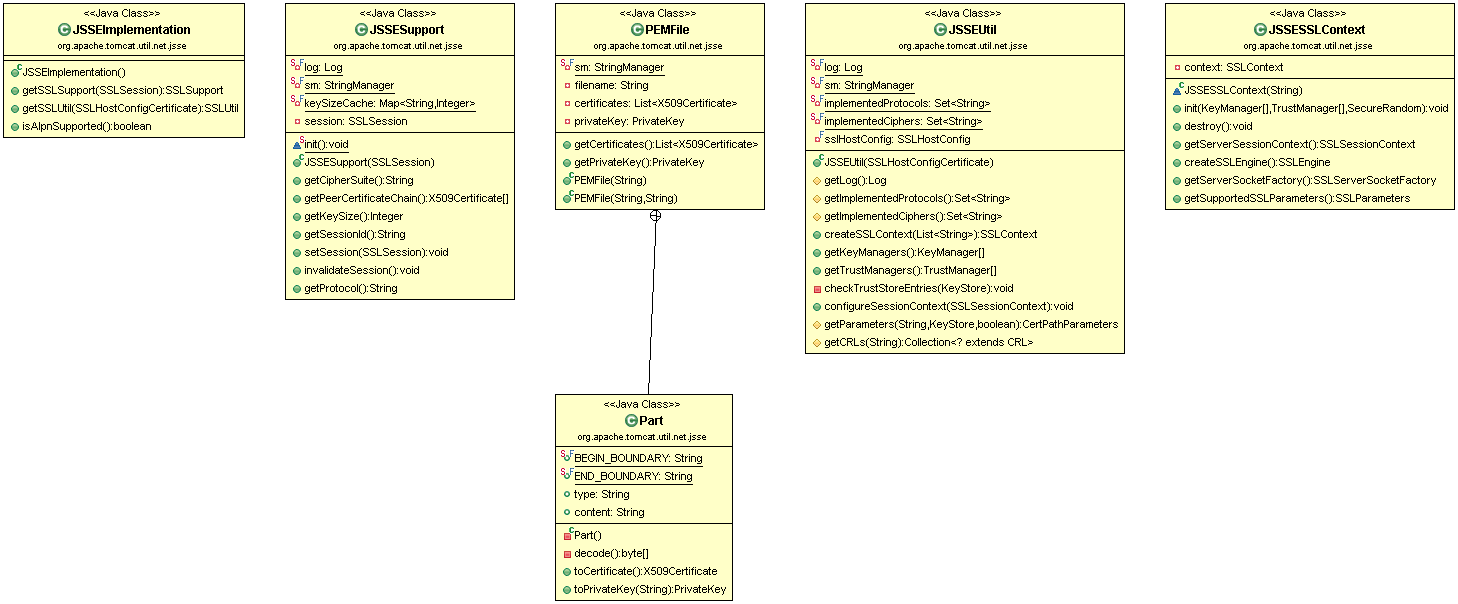 <<Java Class>>
JSSEImplementation
org.apache.tomcat.util.net.jsse
JSSEImplementation()
getSSLSupport(SSLSession):SSLSupport
getSSLUtil(SSLHostConfigCertificate):SSLUtil
isAlpnSupported():boolean
<<Java Class>>
JSSESupport
org.apache.tomcat.util.net.jsse
log: Log
sm: StringManager
keySizeCache: Map<String,Integer>
session: SSLSession
init():void
JSSESupport(SSLSession)
getCipherSuite():String
getPeerCertificateChain():X509Certificate[]
getKeySize():Integer
getSessionId():String
setSession(SSLSession):void
invalidateSession():void
getProtocol():String
<<Java Class>>
PEMFile
org.apache.tomcat.util.net.jsse
sm: StringManager
filename: String
certificates: List<X509Certificate>
privateKey: PrivateKey
getCertificates():List<X509Certificate>
getPrivateKey():PrivateKey
PEMFile(String)
PEMFile(String,String)
<<Java Class>>
JSSEUtil
org.apache.tomcat.util.net.jsse
log: Log
sm: StringManager
implementedProtocols: Set<String>
implementedCiphers: Set<String>
sslHostConfig: SSLHostConfig
JSSEUtil(SSLHostConfigCertificate)
getLog():Log
getImplementedProtocols():Set<String>
getImplementedCiphers():Set<String>
createSSLContext(List<String>):SSLContext
getKeyManagers():KeyManager[]
getTrustManagers():TrustManager[]
checkTrustStoreEntries(KeyStore):void
configureSessionContext(SSLSessionContext):void
getParameters(String,KeyStore,boolean):CertPathParameters
getCRLs(String):Collection<? extends CRL>
<<Java Class>>
JSSESSLContext
org.apache.tomcat.util.net.jsse
context: SSLContext
JSSESSLContext(String)
init(KeyManager[],TrustManager[],SecureRandom):void
destroy():void
getServerSessionContext():SSLSessionContext
createSSLEngine():SSLEngine
getServerSocketFactory():SSLServerSocketFactory
getSupportedSSLParameters():SSLParameters
<<Java Class>>
Part
org.apache.tomcat.util.net.jsse
BEGIN_BOUNDARY: String
END_BOUNDARY: String
type: String
content: String
Part()
decode():byte[]
toCertificate():X509Certificate
toPrivateKey(String):PrivateKey